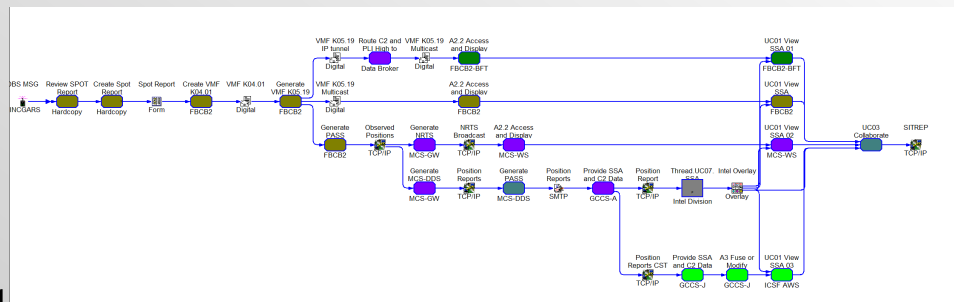 VMF K05.19
IP tunnel
Digital
Route C2 and
PLI High to
Data Broker
VMF K05.19
Multicast
Digital
A2.2 Access
and Display
FBCB2-BFT
UC01 View
SSA 01
FBCB2-BFT
OBS MSG
INCGARS
Review SPOT
Report
Hardcopy
Create Spot
Report
Hardcopy
Spot Report
Form
Create VMF
K04.01
FBCB2
VMF K04.01
Digital
Generate
VMF K05.19
FBCB2
VMF K05.19
Multicast
Digital
A2.2 Access
and Display
FBCB2
UC01 View
SSA
FBCB2
Generate
PASS
FBCB2
Observed
Positions
TCP/IP
Generate
NRTS
MCS-GW
NRTS
Broadcast
TCP/IP
A2.2 Access
and Display
MCS-WS
UC01 View
SSA 02
MCS-WS
UC03
Collaborate
SITREP
TCP/IP
Generate
MCS-DDS
MCS-GW
Position
Reports
TCP/IP
Generate
PASS
MCS-DDS
Position
Reports
SMTP
Provide SSA
and C2 Data
GCCS-A
Position
Report
TCP/IP
Thread.UC07.
SSA
Intel Division
Intel Overlay
Overlay
Position
Reports CST
TCP/IP
Provide SSA
and C2 Data
GCCS-J
A3 Fuse or
Modify
GCCS-J
UC01 View
SSA 03
ICSF AWS